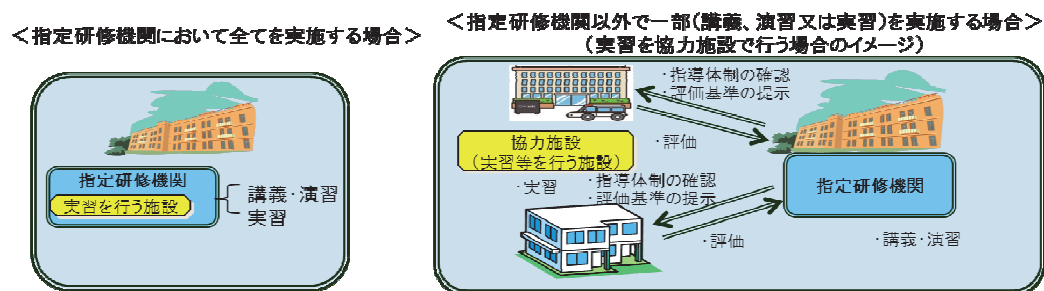 ＜指定研修機関において全てを実施する場合＞
指定研修機関
実習を行う施設
講義・演習
実習
＜指定研修機関以外で一部（講義、演習又は実習）を実施する場合＞
（実習を協力施設で行う場合のイメージ）
・指導体制の確認
・評価基準の提示
・評価
協力施設
（実習等を行う施設）
・実習
・指導体制の確認
・評価基準の提示
・評価
指定研修機関
・講義・演習